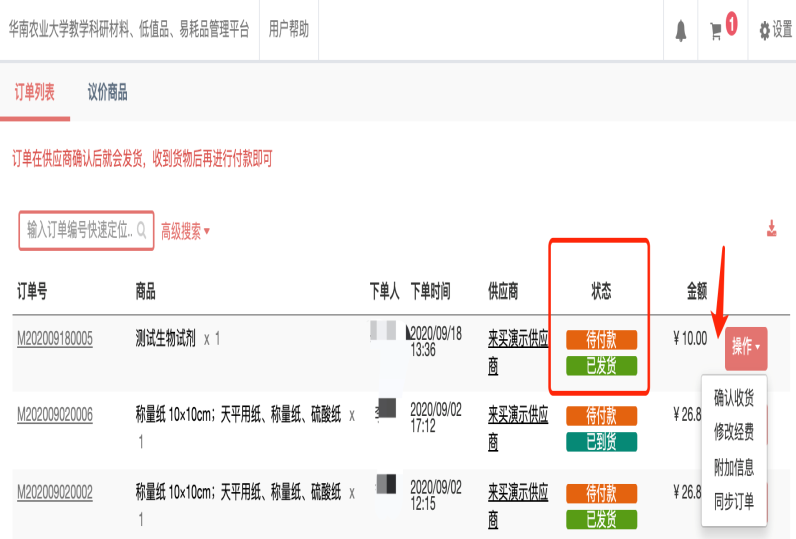 华南农业大学教学科研材料、低值品、易耗品管理平台 用户帮助 1 设置
订单列表 议价商品
订单在供应商确认后就会发货，收到货物后再进行付款即可
输入订单编号快速定位.. 高级搜索
订单号 商品 下单人 下单时间 供应商 状态 金额
M202009180005 测试生物试剂 x 1 2020/09/18 来买演示供应 待付款 ¥ 10.00 操作
13:36 商 已发货
确认收货
M202009020006 称量纸 10×10cm；天平用纸、称量纸、硫酸纸 x 2020/09/02 来买演示供应 待付款 ¥ 26.8 修改经费
1 17:12 商 已到货
附加信息
M202009020002 称量纸 10×10cm；天平用纸、称量纸、硫酸纸 x 2020/09/02 来买演示供应 待付款 ¥ 26.8 同步订单
1 12:15 商 已发货